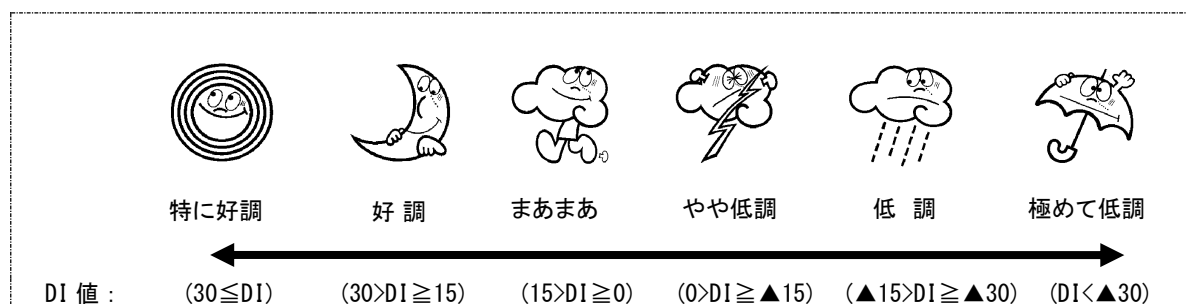 特に好調 好 調 まあまあ やや低調 低 調 極めて低調
DI 値： (30≦DI) (30>DI≧15) (15>DI≧0) (0>DI≧▲15) (▲15>DI≧▲30) (DI<▲30)